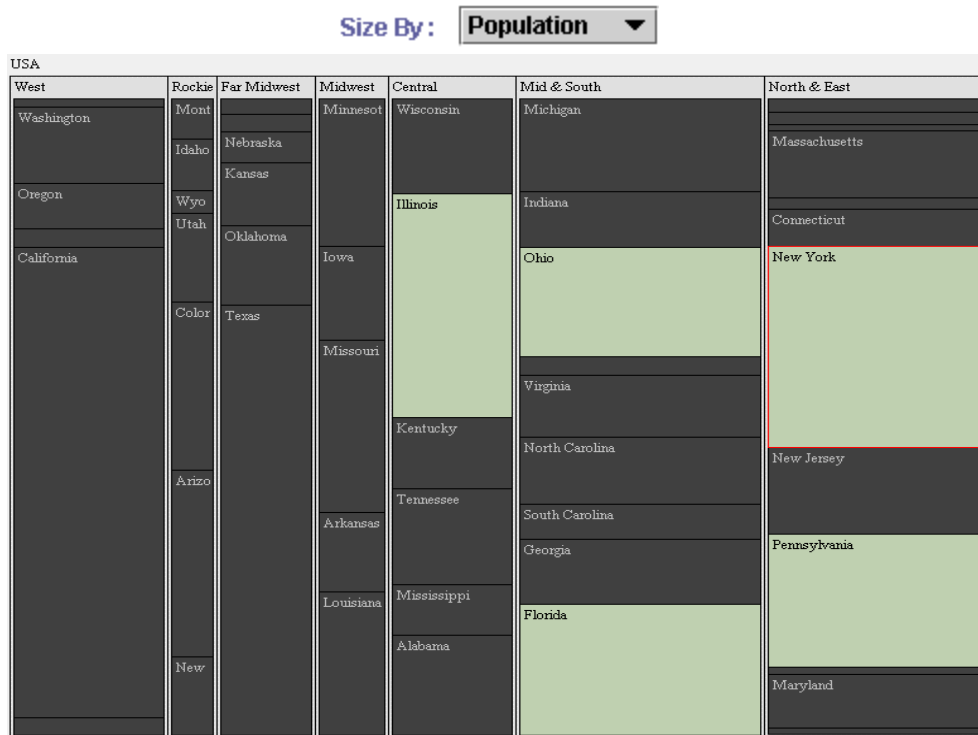 Size By : Population
USA
West
Rockie
Far Midwest
Midwest
Central
Mid & South
North & East
Washington
Oregon
California
Mont
Idaho
Wyo
Utah
Color
Arizo
New
Nebraska
Kansas
Oklahoma
Texas
Minnesot
Iowa
Missouri
Arkansas
Louisiana
Wisconsin
Illinois
Kentucky
Tennessee
Mississippi
Alabama
Michigan
Indiana
Ohio
Virginia
North Carolina
South Carolina
Georgia
Florida
Massachusetts
Connecticut
New York
New Jersey
Pennsylvania
Maryland